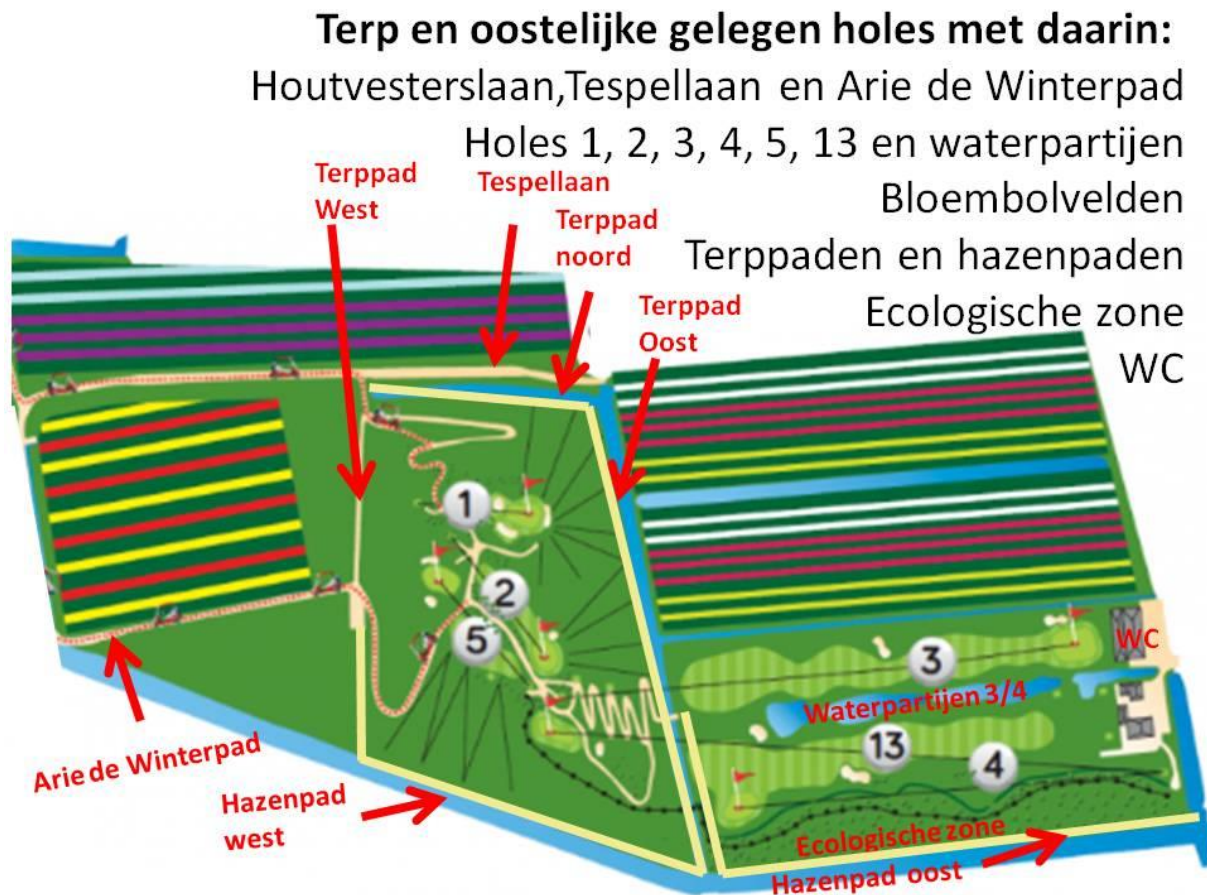 Terp en oostelijke gelegen holes met daarin:
Houtvesterslaan,Tespellaan en Arie de Winterpad
Holes 1, 2, 3, 4, 5, 13 en waterpartijen
Bloembolvelden
Terppaden en hazenpaden
Ecologische zone
WC
Terppad
West
Tespellaan
Terppad
noord
Terppad
Oost
1
2
5
3
WC
Waterpartijen 3/4
13
4
Arie de Winterpad
Hazenpad
west
Ecologische zone
Hazenpad oost